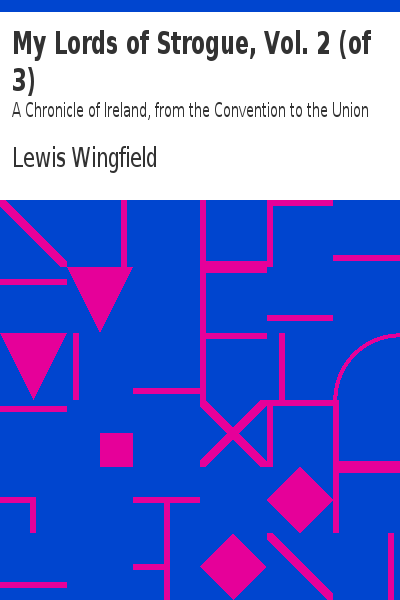 My Lords of Strogue, Vol. 2 (of
3)
A Chronicle of Ireland, from the Convention to the Union
Lewis Wingfield